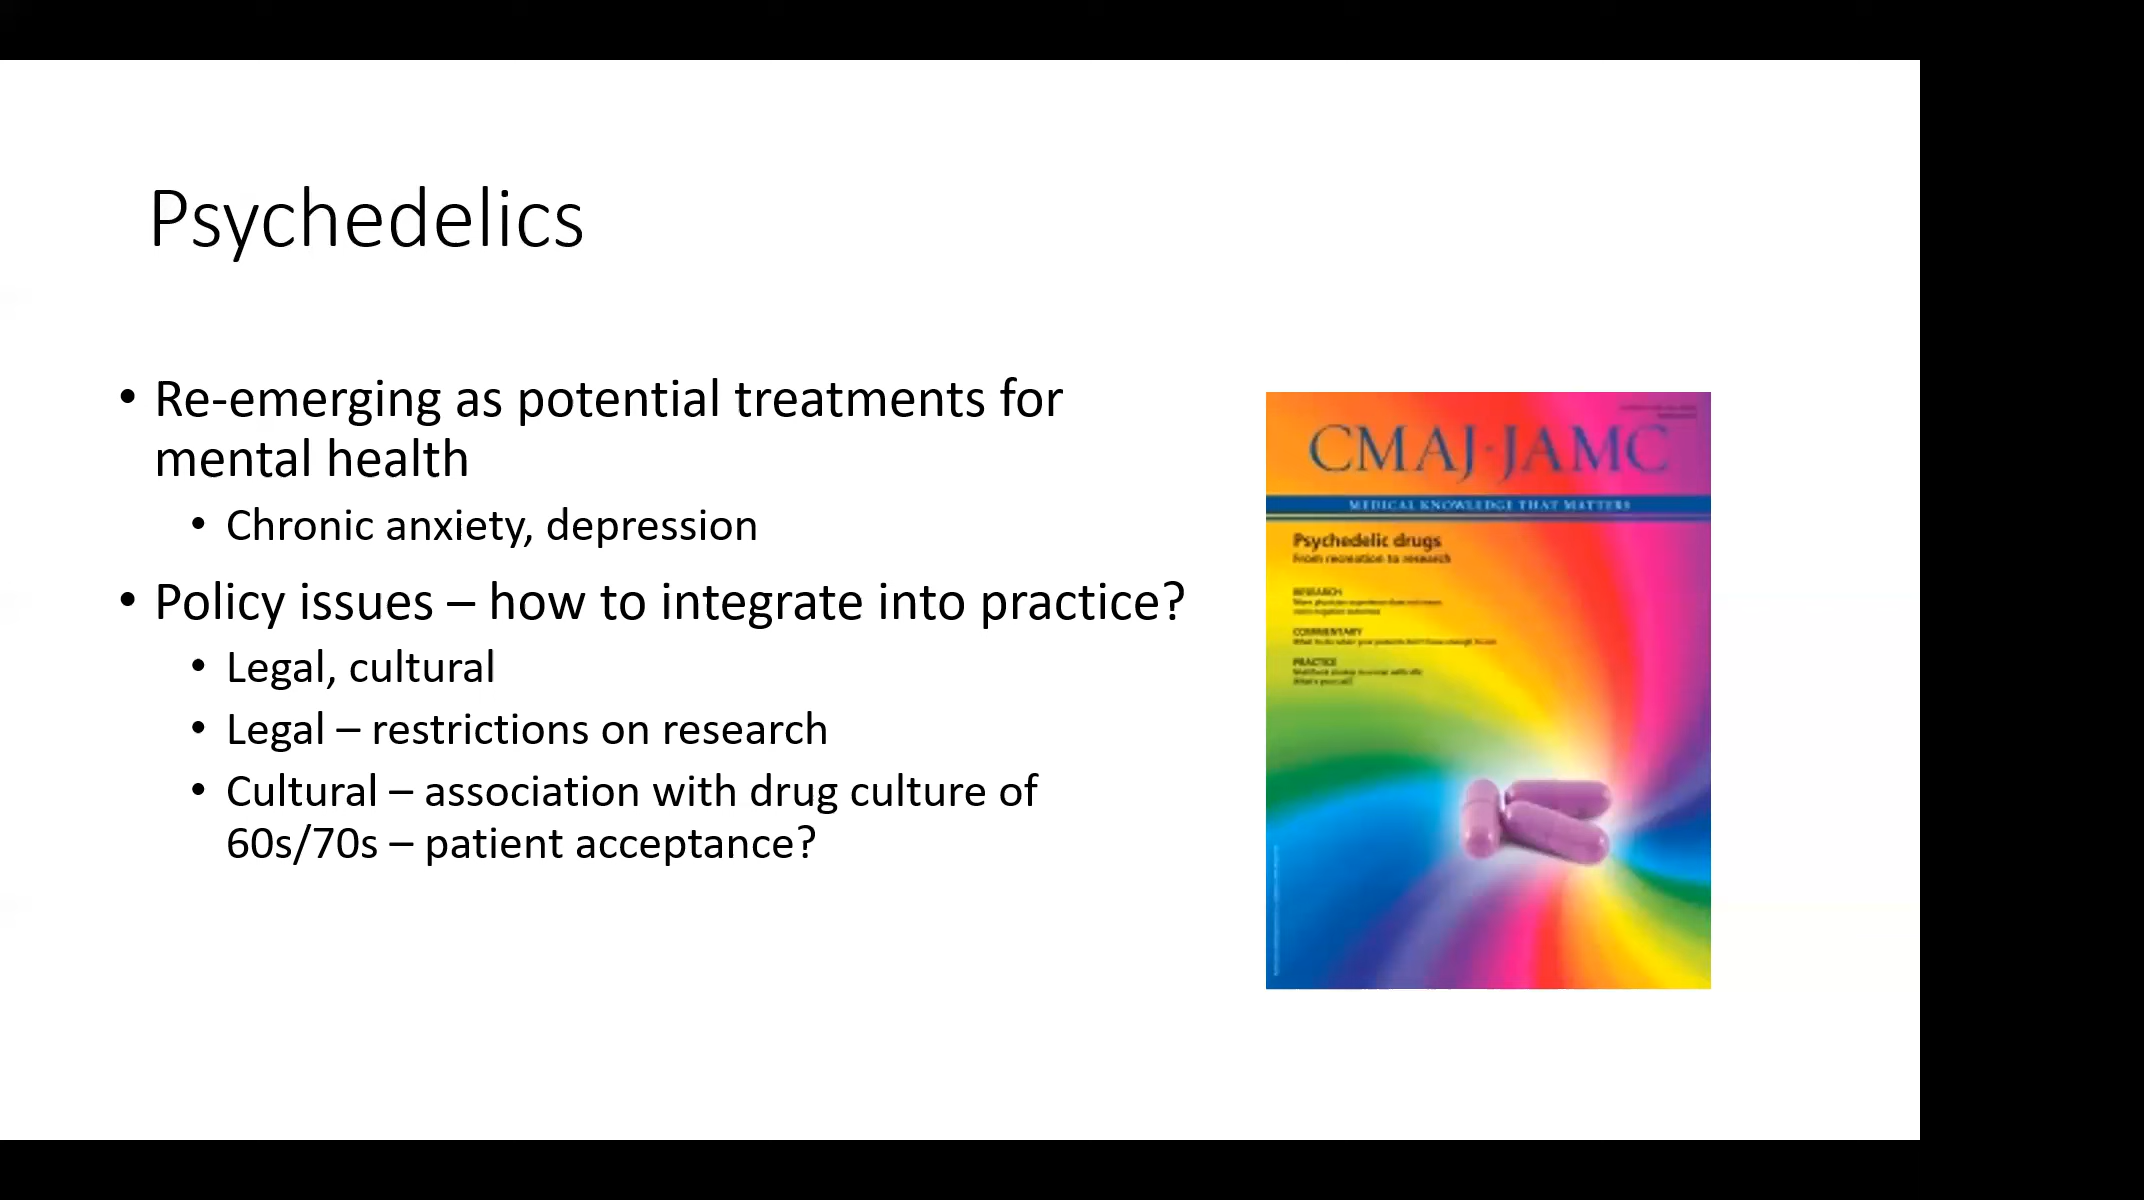 Psychedelics
• Re-emerging as potential treatments for
mental health
• Chronic anxiety, depression
• Policy issues – how to integrate into practice?
• Legal, cultural
• Legal – restrictions on research
• Cultural – association with drug culture of
60s/70s – patient acceptance?
CMAJ·JAMC
MEDICAL KNOWLEDGE THAT MATTERS
Psychedelic drugs
From recreation to research
RESEARCH
COMMENTARY
PRACTICE